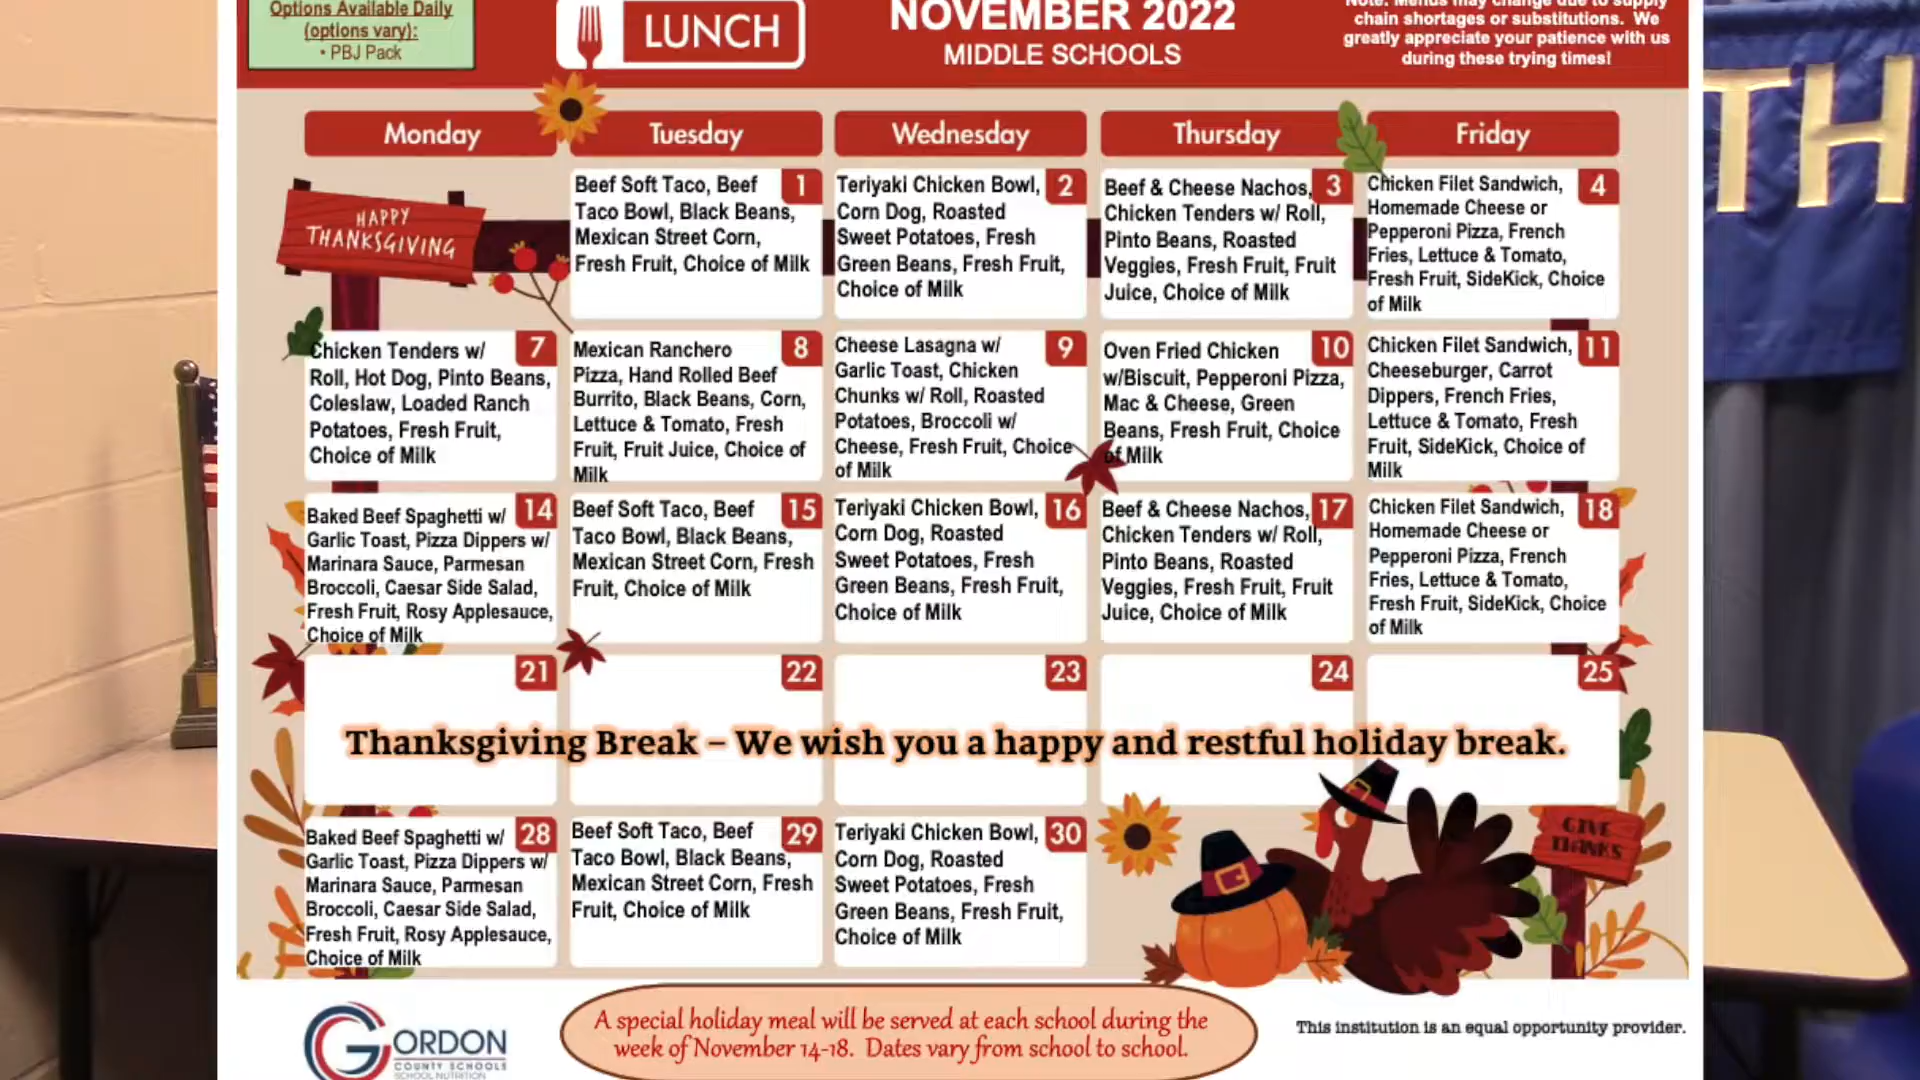 Options Available Daily
(options vary):
• PBJ Pack
LUNCH
NOVEMBER 2022
MIDDLE SCHOOLS
Note: Menus may change due to supply
chain shortages or substitutions. We
greatly appreciate your patience with us
during these trying times!
TH
Monday
Tuesday
Wednesday
Thursday
Friday
HAPPY
THANKSGIVING
1
Beef Soft Taco, Beef
Taco Bowl, Black Beans,
Mexican Street Corn,
Fresh Fruit, Choice of Milk
2
Teriyaki Chicken Bowl,
Corn Dog, Roasted
Sweet Potatoes, Fresh
Green Beans, Fresh Fruit,
Choice of Milk
3
Beef & Cheese Nachos,
Chicken Tenders w/ Roll,
Pinto Beans, Roasted
Veggies, Fresh Fruit, Fruit
Juice, Choice of Milk
4
Chicken Filet Sandwich,
Homemade Cheese or
Pepperoni Pizza, French
Fries, Lettuce & Tomato,
Fresh Fruit, SideKick, Choice
of Milk
7
Chicken Tenders w/
Roll, Hot Dog, Pinto Beans,
Coleslaw, Loaded Ranch
Potatoes, Fresh Fruit,
Choice of Milk
8
Mexican Ranchero
Pizza, Hand Rolled Beef
Burrito, Black Beans, Corn,
Lettuce & Tomato, Fresh
Fruit, Fruit Juice, Choice of
Milk
9
Cheese Lasagna w/
Garlic Toast, Chicken
Chunks w/ Roll, Roasted
Potatoes, Broccoli w/
Cheese, Fresh Fruit, Choice
of Milk
10
Oven Fried Chicken
w/Biscuit, Pepperoni Pizza,
Mac & Cheese, Green
Beans, Fresh Fruit, Choice
of Milk
11
Chicken Filet Sandwich,
Cheeseburger, Carrot
Dippers, French Fries,
Lettuce & Tomato, Fresh
Fruit, SideKick, Choice of
Milk
14
Baked Beef Spaghetti w/
Garlic Toast, Pizza Dippers w/
Marinara Sauce, Parmesan
Broccoli, Caesar Side Salad,
Fresh Fruit, Rosy Applesauce,
Choice of Milk
15
Beef Soft Taco, Beef
Taco Bowl, Black Beans,
Mexican Street Corn, Fresh
Fruit, Choice of Milk
16
Teriyaki Chicken Bowl,
Corn Dog, Roasted
Sweet Potatoes, Fresh
Green Beans, Fresh Fruit,
Choice of Milk
17
Beef & Cheese Nachos,
Chicken Tenders w/ Roll,
Pinto Beans, Roasted
Veggies, Fresh Fruit, Fruit
Juice, Choice of Milk
18
Chicken Filet Sandwich,
Homemade Cheese or
Pepperoni Pizza, French
Fries, Lettuce & Tomato,
Fresh Fruit, SideKick, Choice
of Milk
21
22
23
24
25
Thanksgiving Break – We wish you a happy and restful holiday break.
28
Baked Beef Spaghetti w/
Garlic Toast, Pizza Dippers w/
Marinara Sauce, Parmesan
Broccoli, Caesar Side Salad,
Fresh Fruit, Rosy Applesauce,
Choice of Milk
29
Beef Soft Taco, Beef
Taco Bowl, Black Beans,
Mexican Street Corn, Fresh
Fruit, Choice of Milk
30
Teriyaki Chicken Bowl,
Corn Dog, Roasted
Sweet Potatoes, Fresh
Green Beans, Fresh Fruit,
Choice of Milk
GIVE
THANKS
GORDON
COUNTY SCHOOLS
SCHOOL NUTRITION
A special holiday meal will be served at each school during the
week of November 14-18. Dates vary from school to school.
This institution is an equal opportunity provider.